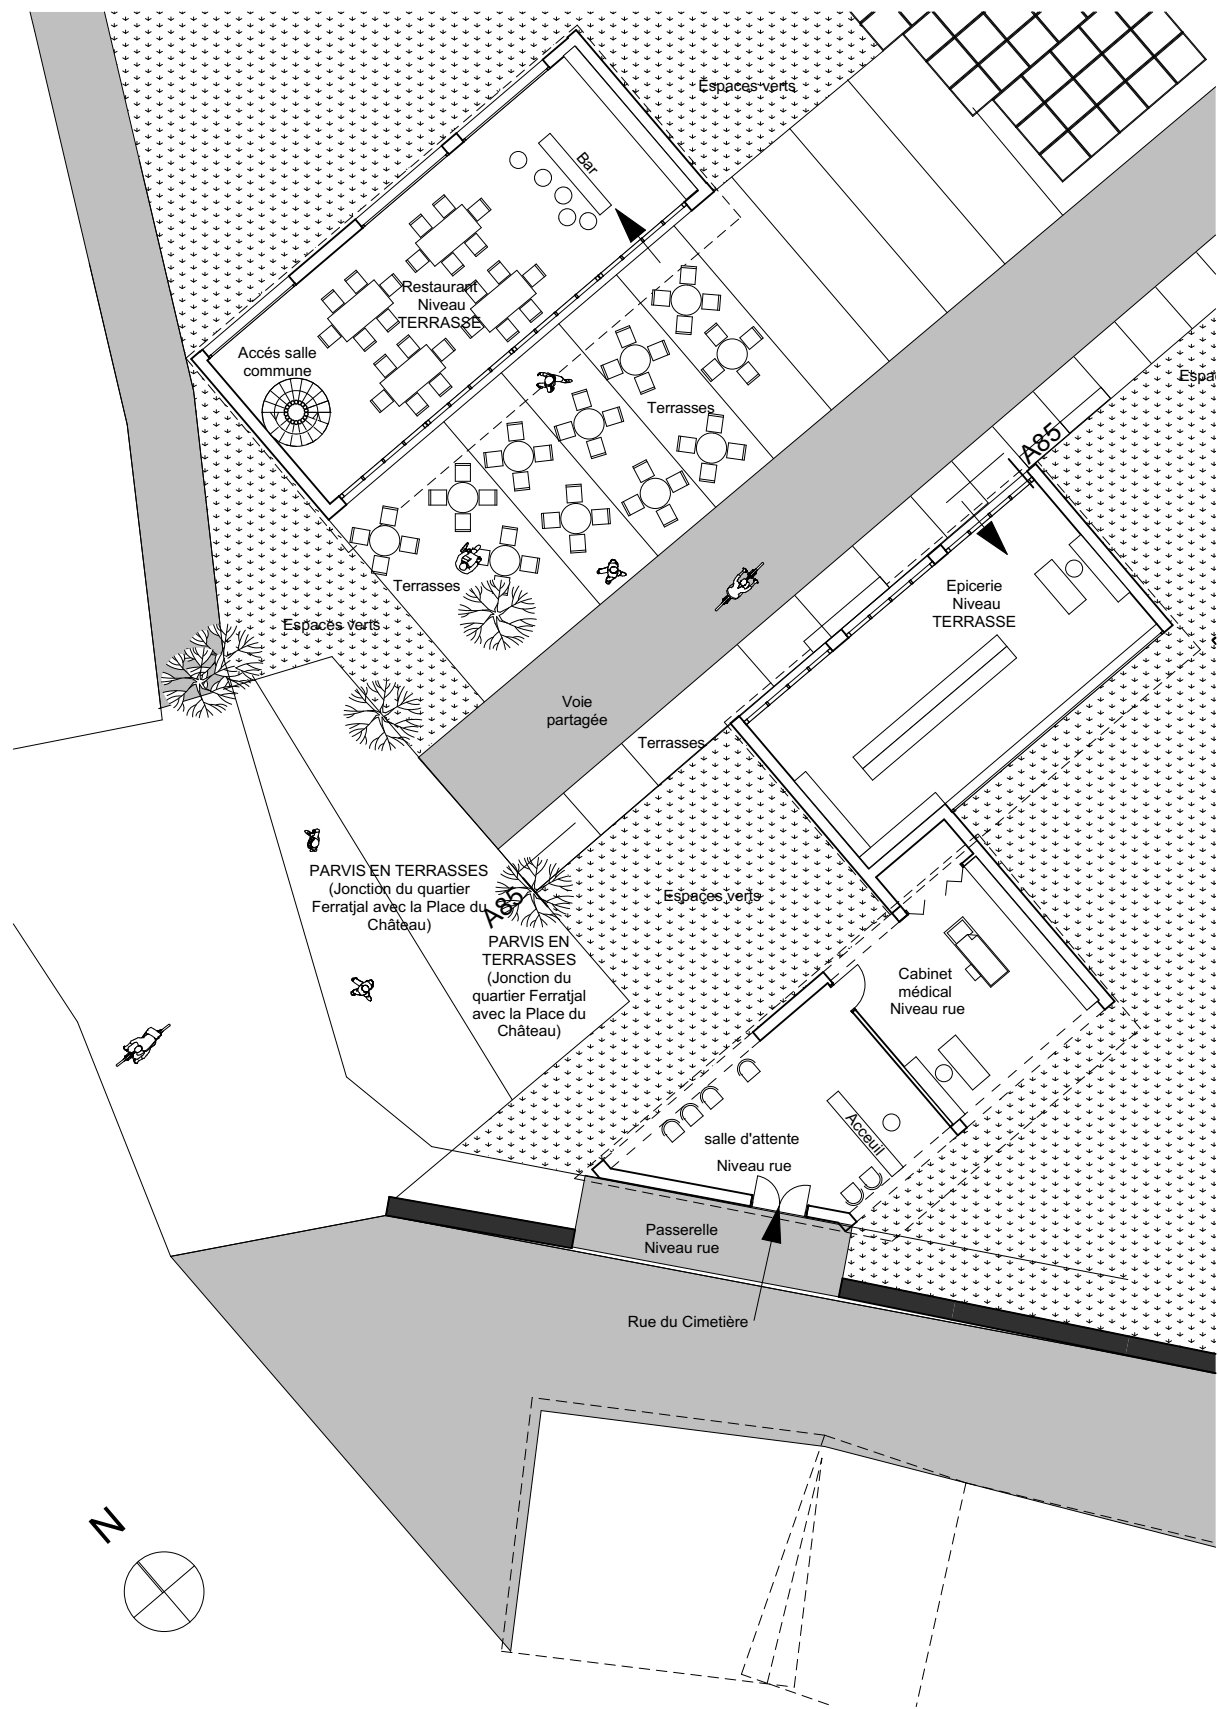 Espaces verts
Bar
Restaurant
Niveau
TERRASSE
Accés salle
commune
Terrasses
A85
Epicerie
Niveau
TERRASSE
Terrasses
Espaces verts
Voie
partagée
Terrasses
PARVIS EN TERRASSES
(Jonction du quartier
Ferratjal avec la Place du
Château)
A85
Espaces verts
PARVIS EN
TERRASSES
(Jonction du
quartier Ferratjal
avec la Place du
Château)
Cabinet
médical
Niveau rue
Acceuil
salle d'attente
Niveau rue
Passerelle
Niveau rue
Rue du Cimetière
N